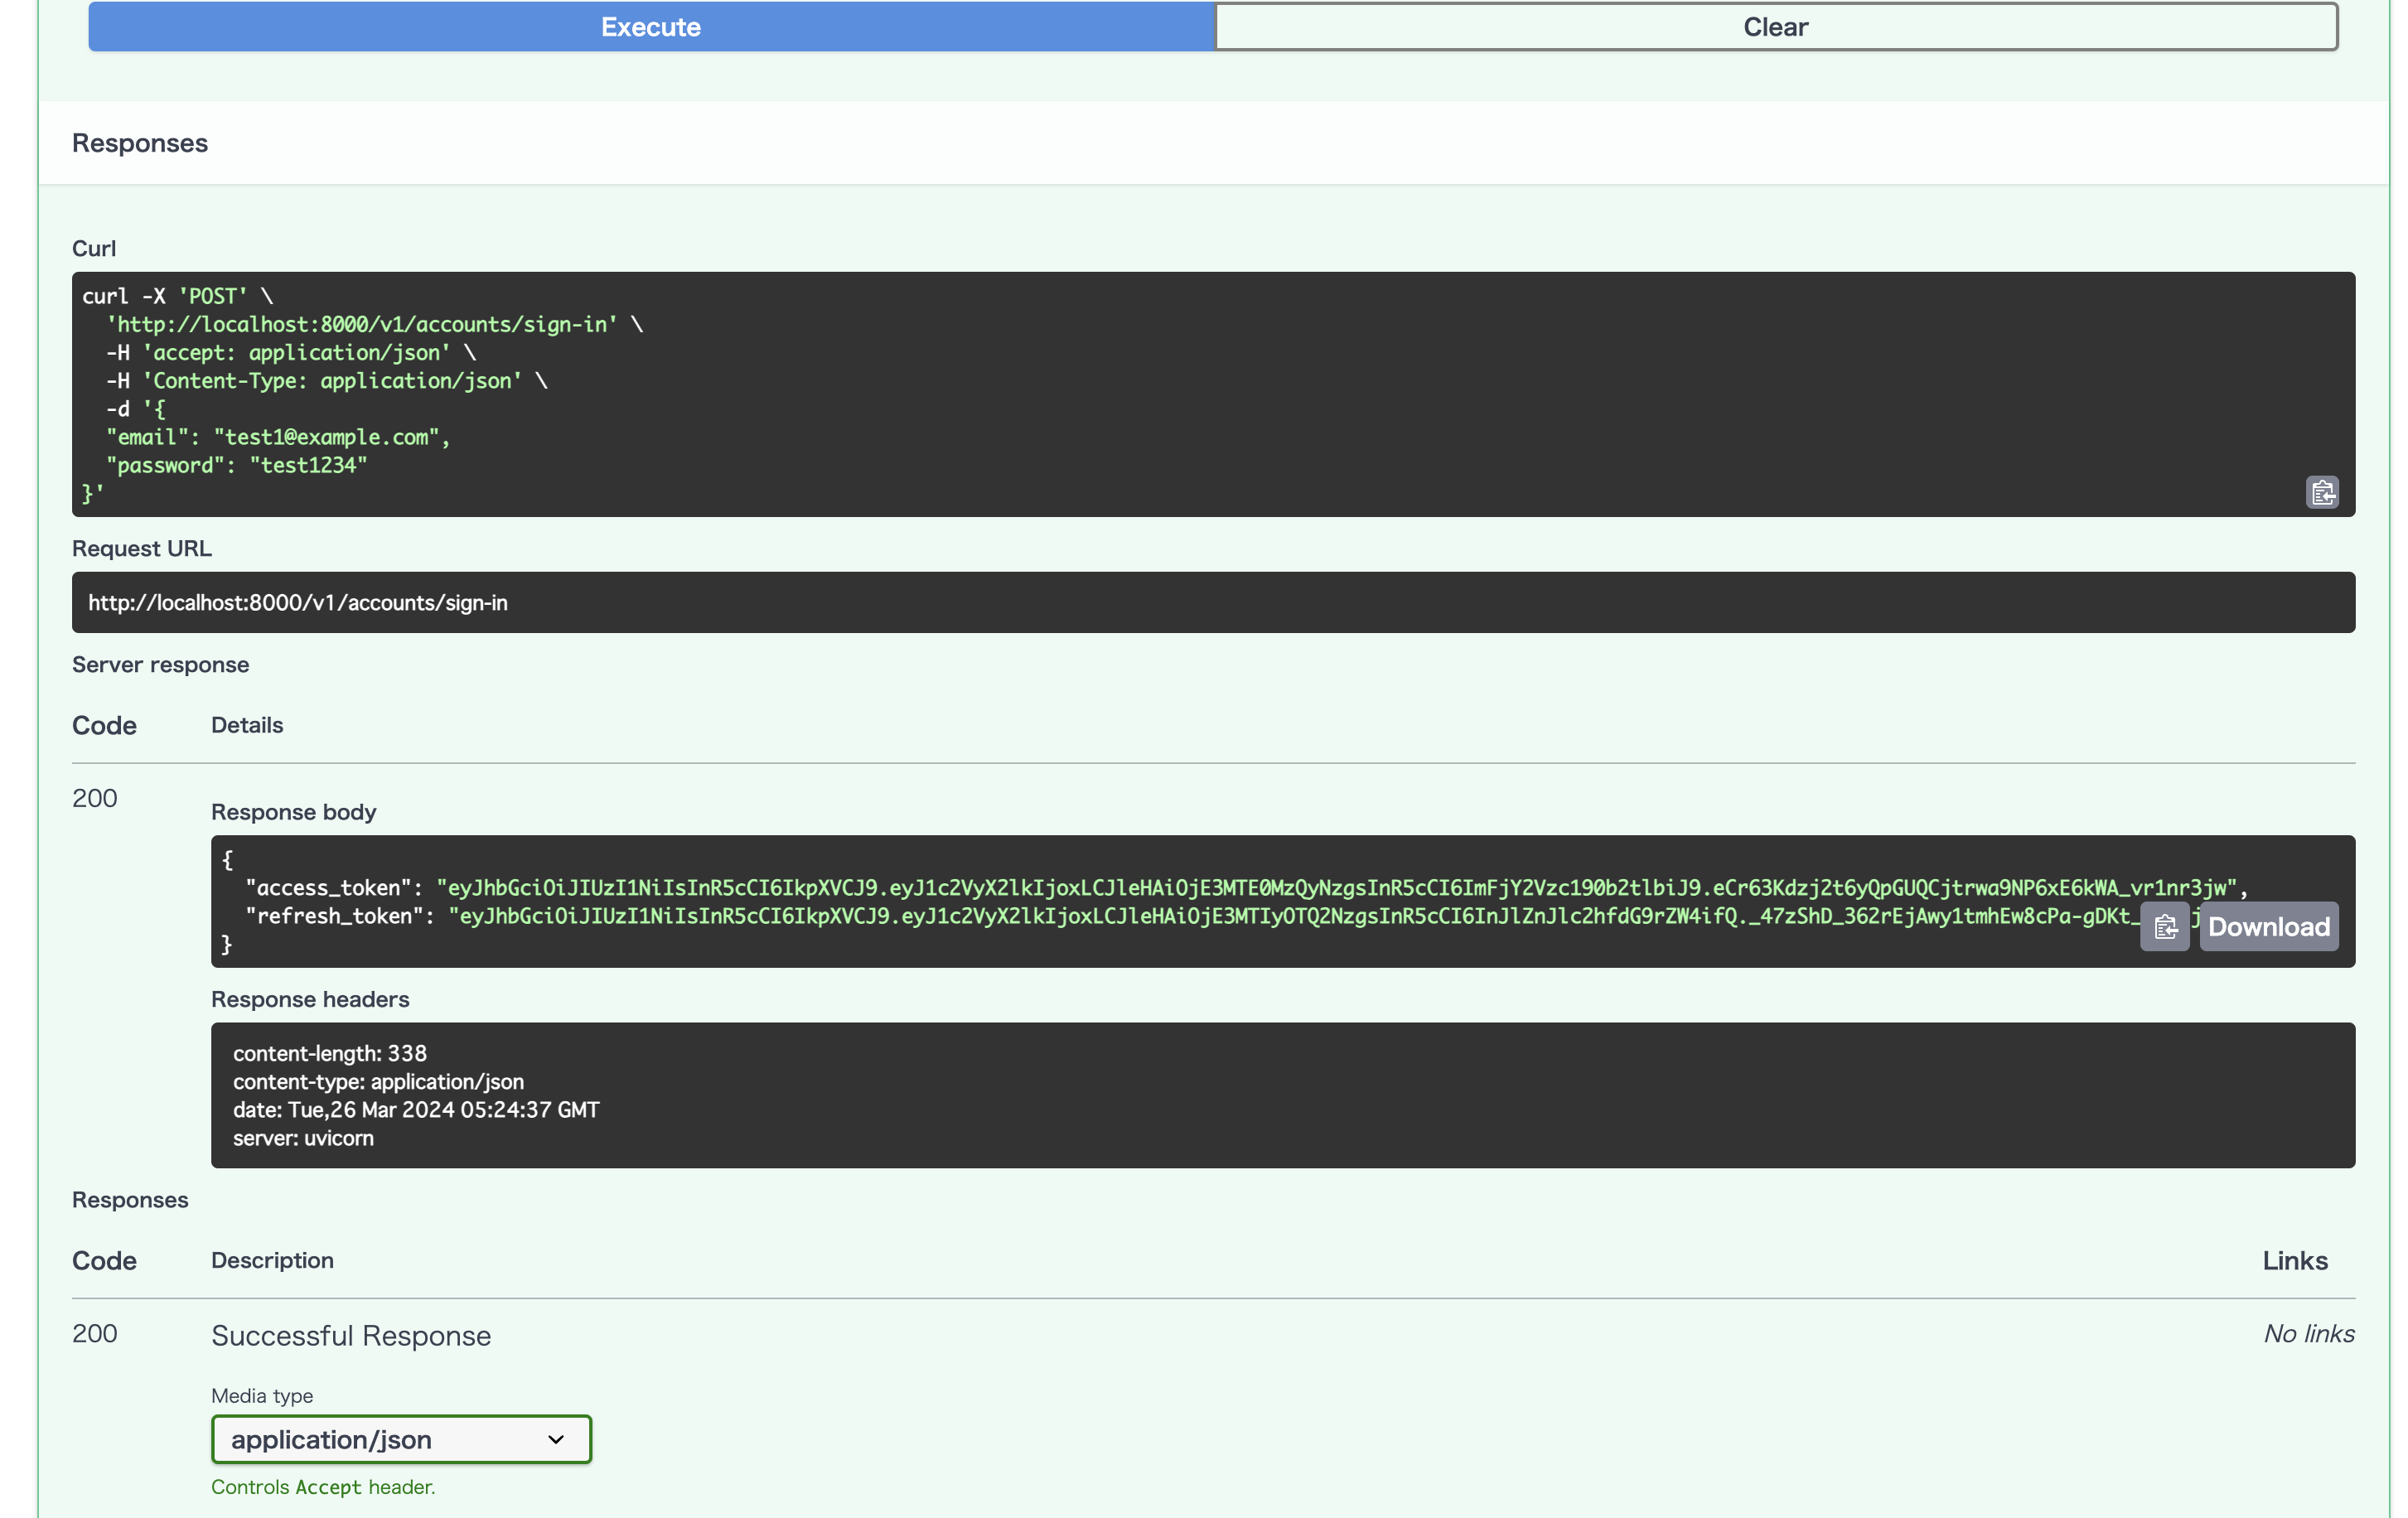 Execute
Clear
Responses
Curl
curl -X 'POST' \
'http://localhost:8000/v1/accounts/sign-in' \
-H 'accept: application/json' \
-H 'Content-Type: application/json' \
-d '{
"email": "test1@example.com",
"password": "test1234"
}'
Request URL
http://localhost:8000/v1/accounts/sign-in
Server response
Code Details
200
Response body
{
"access_token": "eyJhbGciOiJIUzI1NiIsInR5cCI6IkpXVCJ9.eyJ1c2VyX2lkIjoxLCJleHAiOjE3MTE0MzQyNzgsInR5cCI6ImFjY2Vzc190b2tlbiJ9.eCr63Kdzj2t6yQpGUQCjtrwa9NP6xE6kWA_vr1nr3jw",
"refresh_token": "eyJhbGciOiJIUzI1NiIsInR5cCI6IkpXVCJ9.eyJ1c2VyX2lkIjoxLCJleHAiOjE3MTIyOTQ2NzgsInR5cCI6InJlZnJlc2hfdG9rZW4ifQ._47zShD_362rEjAwy1tmhEw8cPa-gDKt_
}
Download
Response headers
content-length: 338
content-type: application/json
date: Tue,26 Mar 2024 05:24:37 GMT
server: uvicorn
Responses
Code Description Links
200 Successful Response No links
Media type
application/json
Controls Accept header.